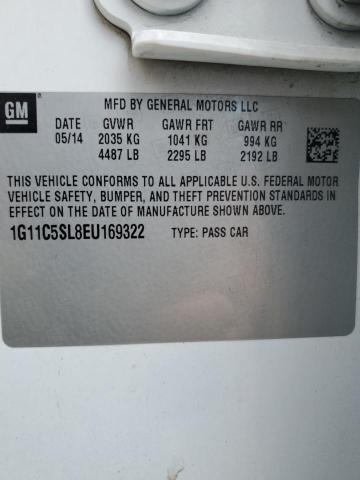 GM
MFD BY GENERAL MOTORS LLC
DATE GVWR GAWR FRT GAWR RR
05/14 2035 KG 1041 KG 994 KG
4487 LB 2295 LB 2192 LB
THIS VEHICLE CONFORMS TO ALL APPLICABLE U.S. FEDERAL MOTOR
VEHICLE SAFETY, BUMPER, AND THEFT PREVENTION STANDARDS IN
EFFECT ON THE DATE OF MANUFACTURE SHOWN ABOVE.
1G11C5SL8EU169322 TYPE: PASS CAR